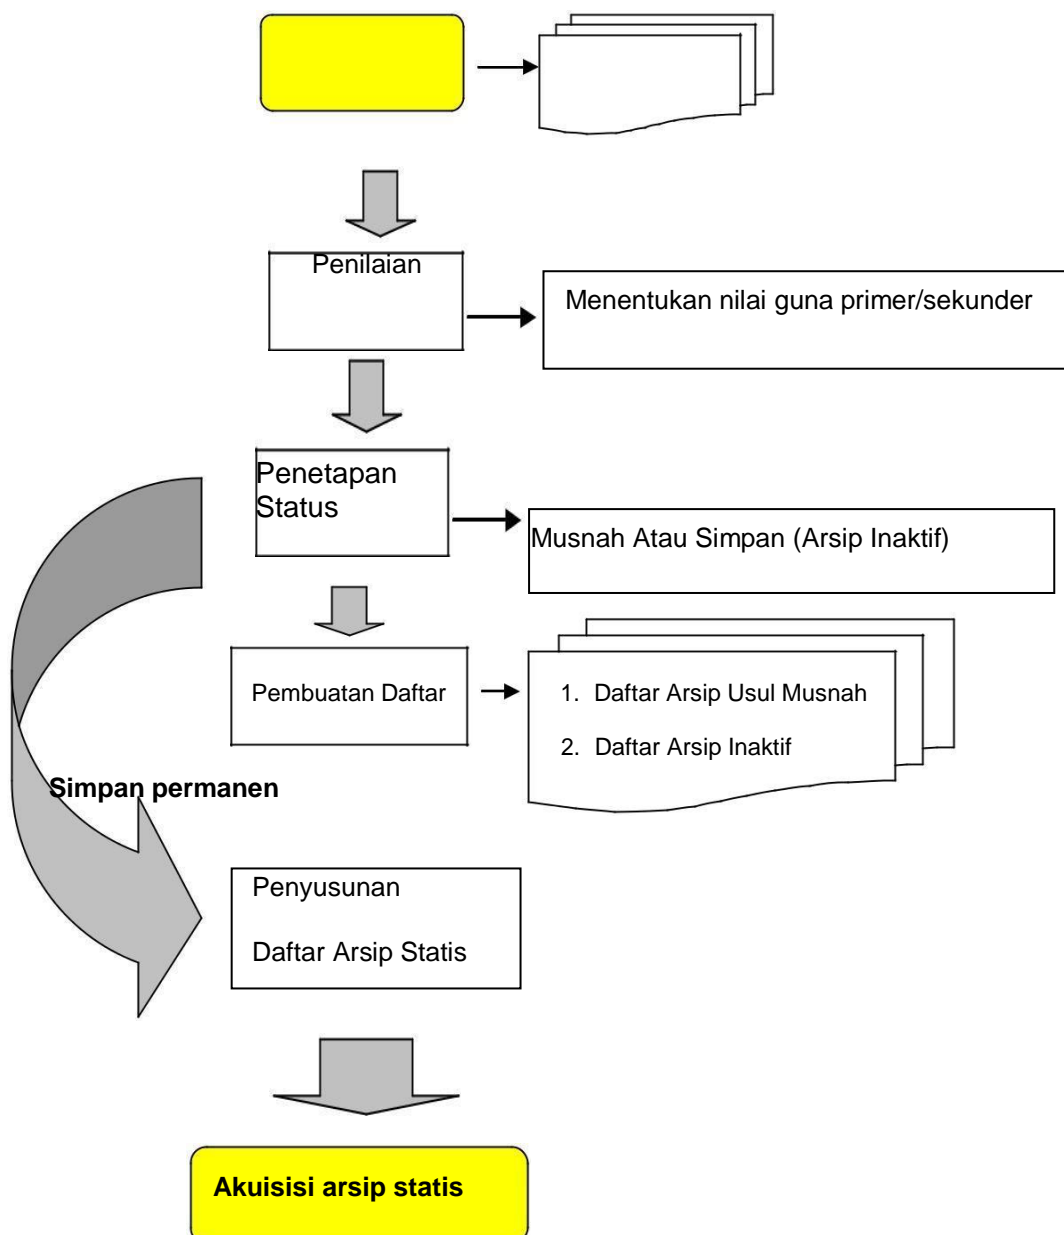 Penilaian
Menentukan nilai guna primer/sekunder
Penetapan
Status
Musnah Atau Simpan (Arsip Inaktif)
Pembuatan Daftar
1. Daftar Arsip Usul Musnah
2. Daftar Arsip Inaktif
Simpan permanen
Penyusunan
Daftar Arsip Statis
Akuisisi arsip statis